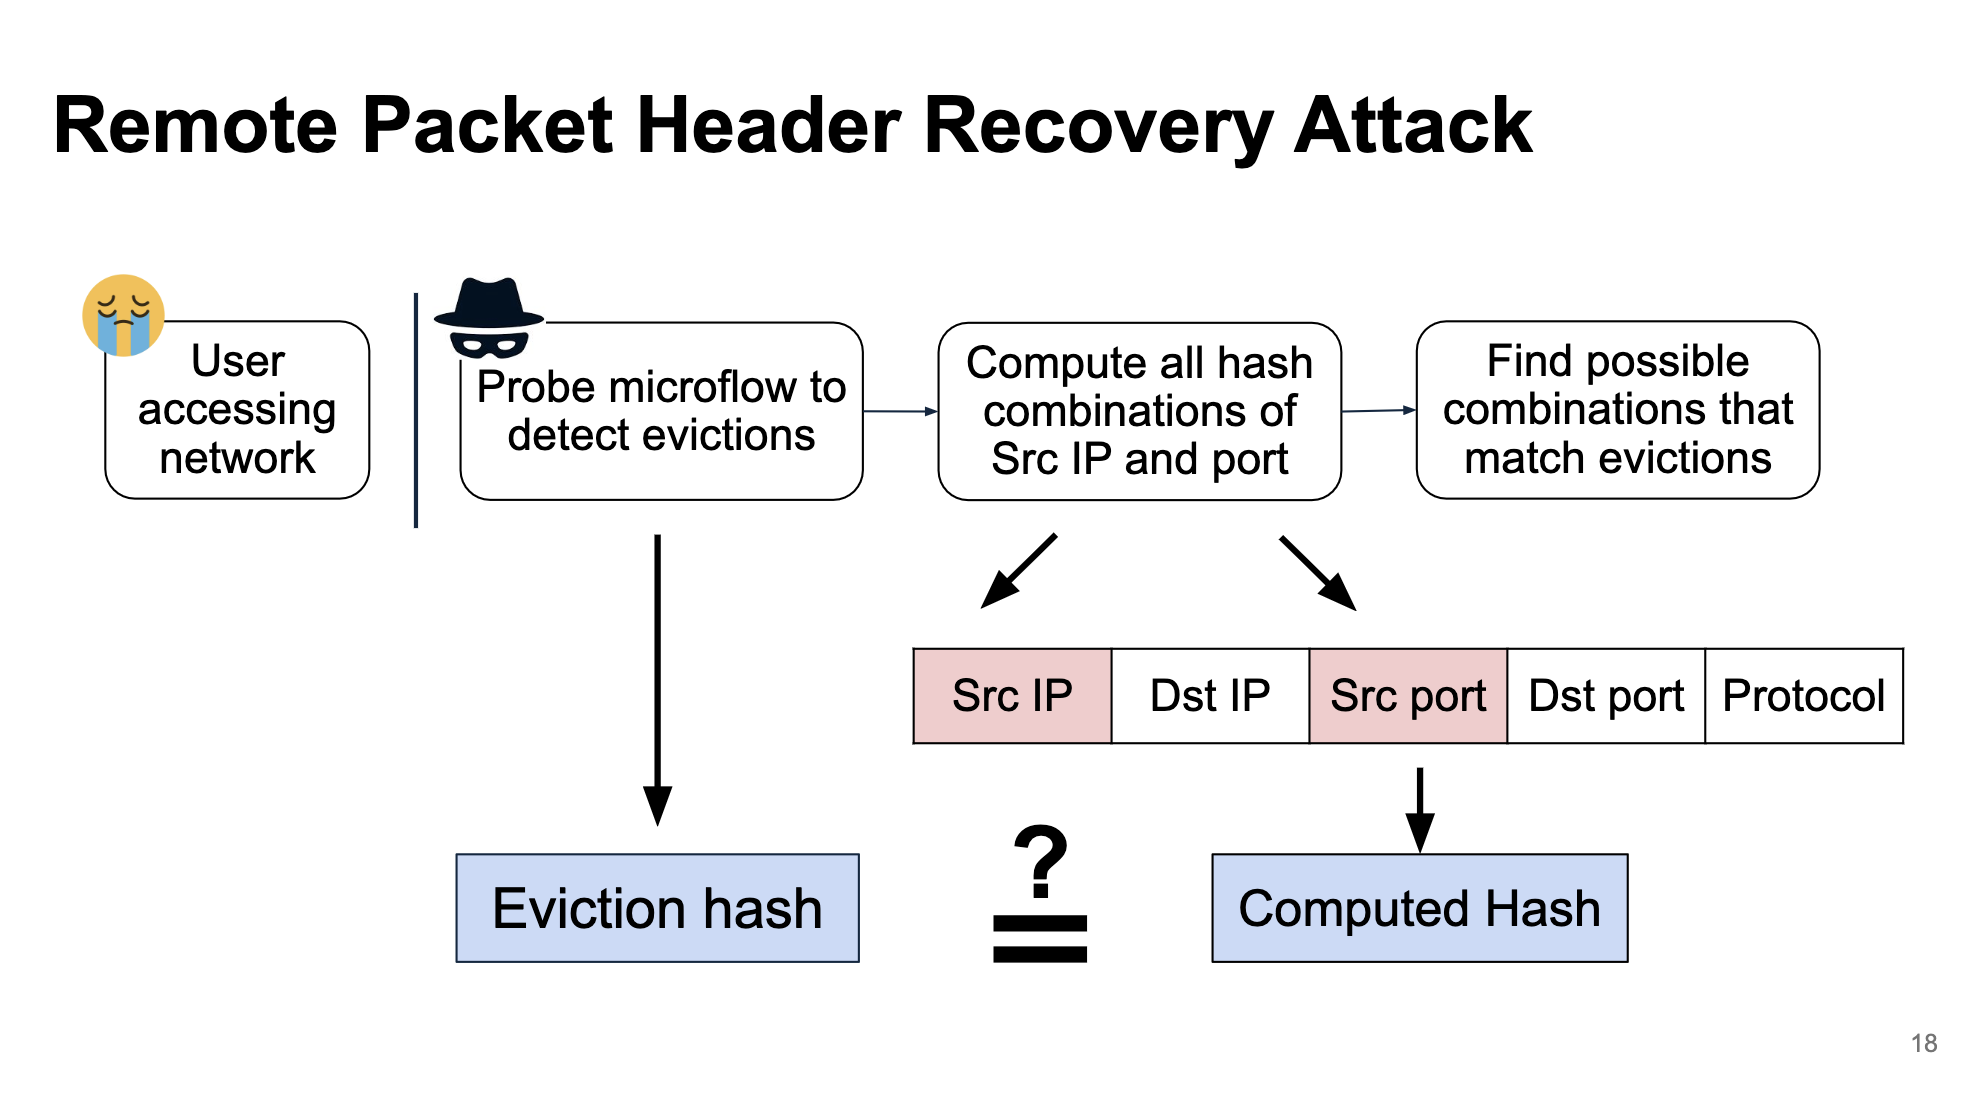 Remote Packet Header Recovery Attack
User
accessing
network
Probe microflow to
detect evictions
Compute all hash
combinations of
Src IP and port
Find possible
combinations that
match evictions
Src IP
Dst IP
Src port
Dst port
Protocol
?
=
Eviction hash
Computed Hash
18